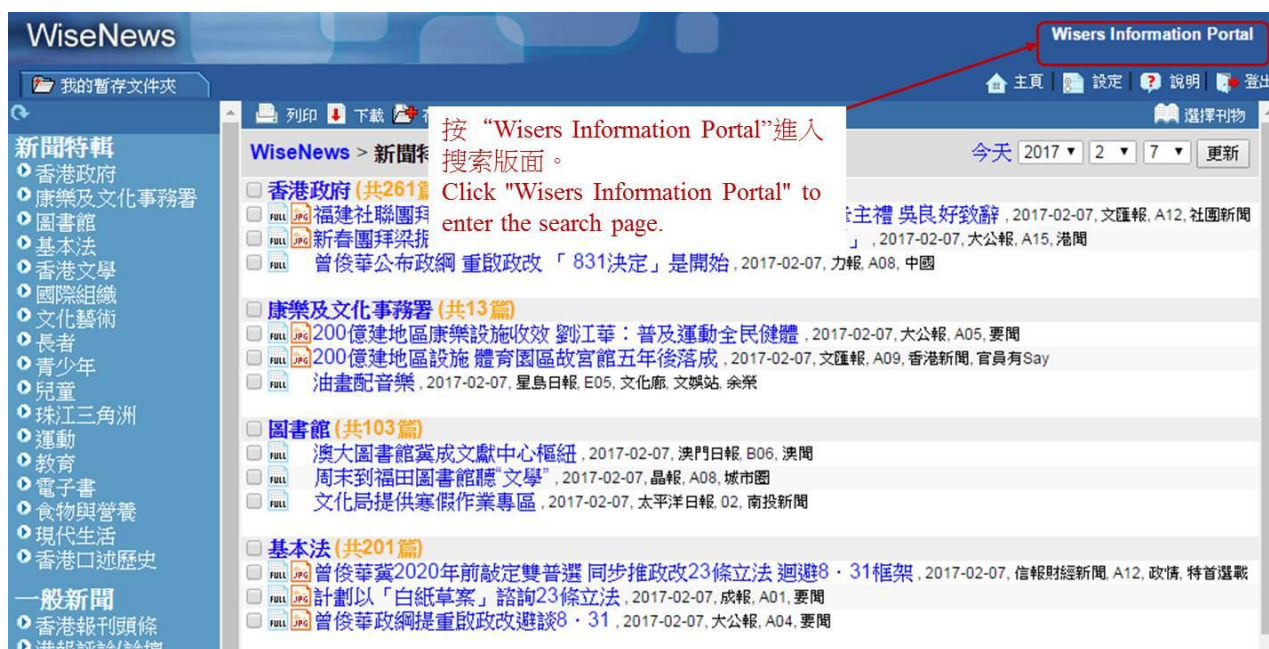 WiseNews
Wisers Information Portal
我的暫存文件夾
主頁 設定 說明 登出
列印 下載
選擇刊物
按 “Wisers Information Portal”進入
搜索版面。
Click "Wisers Information Portal" to
enter the search page.
新聞特輯
香港政府
康樂及文化事務署
圖書館
基本法
香港文學
國際組織
文化藝術
長者
青少年
兒童
珠江三角洲
運動
教育
電子書
食物與營養
現代生活
香港口述歷史
一般新聞
香港報刊頭條
港報評論/論壇
WiseNews > 新聞特
今天 2017 2 7 更新
香港政府 (共261篇
FULL JPG 福建社聯團拜 主禮 吳良好致辭 , 2017-02-07, 文匯報, A12, 社團新聞
FULL JPG 新春團拜梁振 」 , 2017-02-07, 大公報, A15, 港聞
FULL 曾俊華公布政綱 重啟政改 「 831決定」是開始 , 2017-02-07, 力報, A08, 中國
康樂及文化事務署 (共13篇)
FULL JPG 200億建地區康樂設施收效 劉江華：普及運動全民健體 , 2017-02-07, 大公報, A05, 要聞
FULL JPG 200億建地區設施 體育園區故宮館五年後落成 , 2017-02-07, 文匯報, A09, 香港新聞, 官員有Say
FULL 油畫配音樂 , 2017-02-07, 星島日報, E05, 文化廊, 文娛站, 余榮
圖書館 (共103篇)
FULL 澳大圖書館冀成文獻中心樞紐 , 2017-02-07, 澳門日報, B06, 澳聞
FULL 周末到福田圖書館聽“文學” , 2017-02-07, 晶報, A08, 城市圈
FULL 文化局提供寒假作業專區 , 2017-02-07, 太平洋日報, 02, 南投新聞
基本法 (共201篇)
FULL JPG 曾俊華冀2020年前敲定雙普選 同步推政改23條立法 迴避8‧31框架 , 2017-02-07, 信報財經新聞, A12, 政情, 特首選戰
FULL JPG 計劃以「白紙草案」諮詢23條立法 , 2017-02-07, 成報, A01, 要聞
FULL JPG 曾俊華政綱提重啟政改避談8‧31 , 2017-02-07, 大公報, A04, 要聞